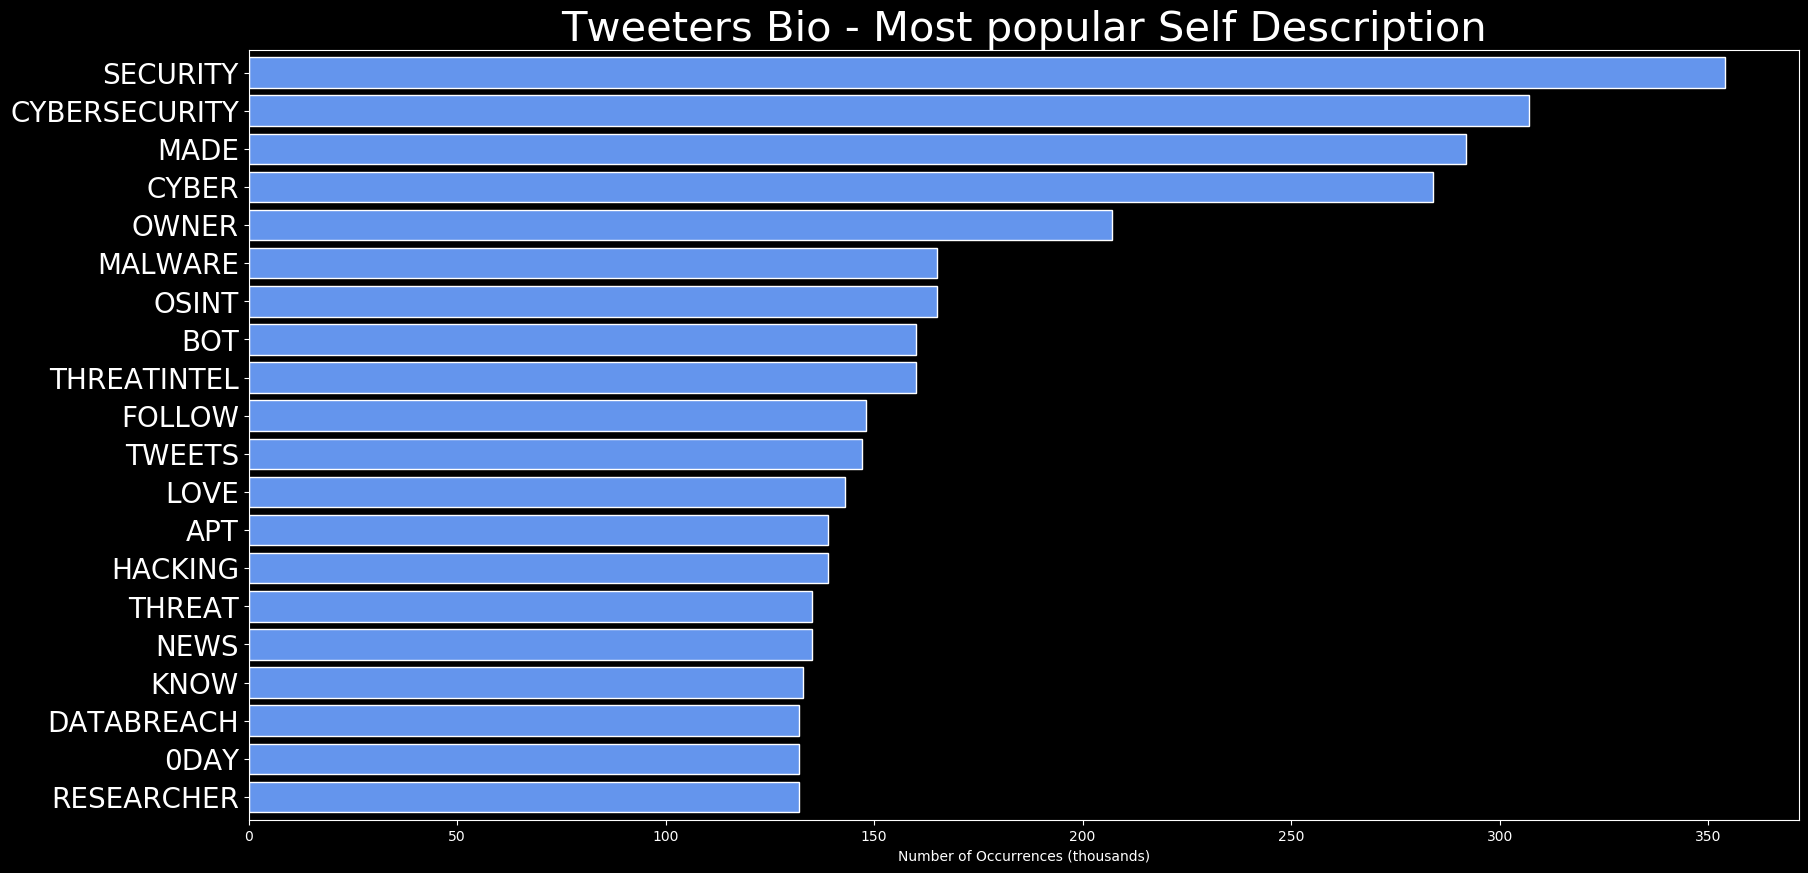 Tweeters Bio - Most popular Self Description
SECURITY
CYBERSECURITY
MADE
CYBER
OWNER
MALWARE
OSINT
BOT
THREATINTEL
FOLLOW
TWEETS
LOVE
APT
HACKING
THREAT
NEWS
KNOW
DATABREACH
0DAY
RESEARCHER
0 50 100 150 200 250 300 350
Number of Occurrences (thousands)